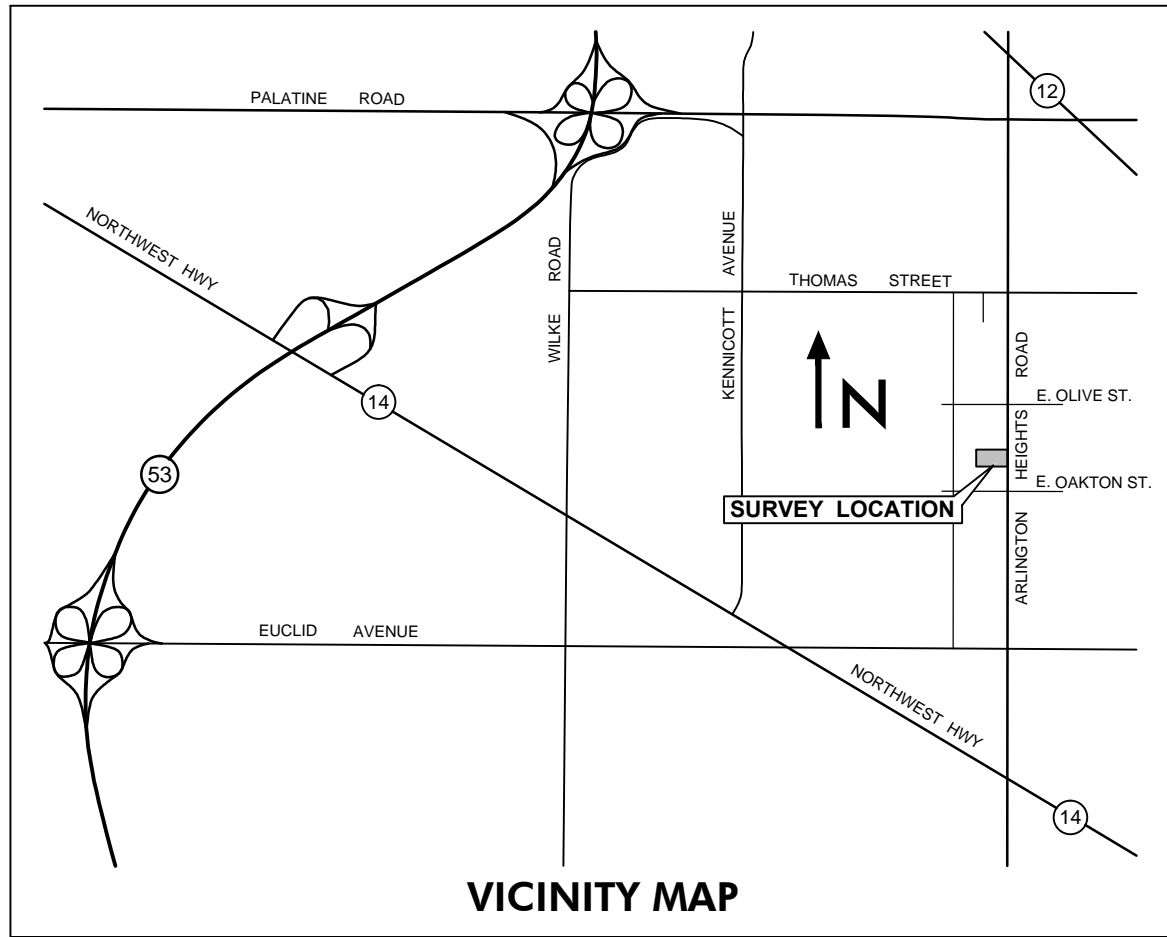 12
PALATINE ROAD
NORTHWEST HWY
WILKE ROAD
KENNICOTT AVENUE
THOMAS STREET
ARLINGTON HEIGHTS ROAD
N
E. OLIVE ST.
14
53
E. OAKTON ST.
SURVEY LOCATION
EUCLID AVENUE
NORTHWEST HWY
14
VICINITY MAP